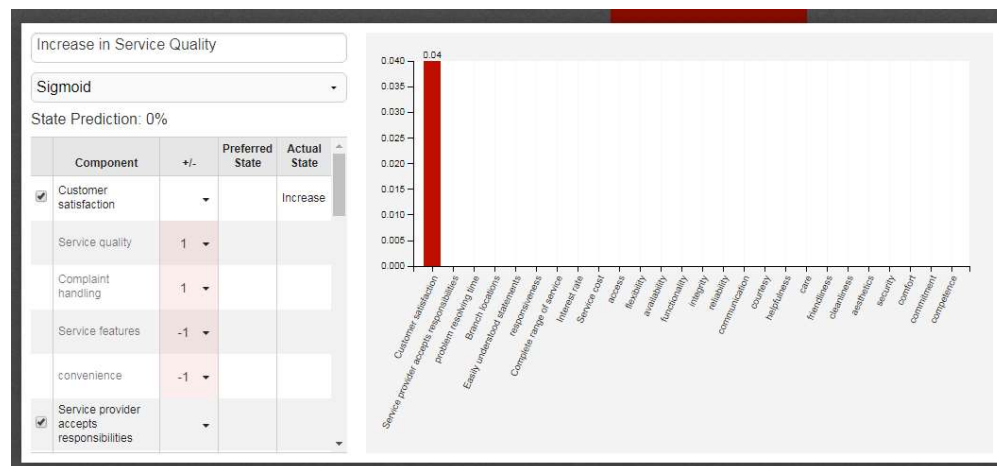 Increase in Service Quality
Sigmoid
State Prediction: 0%
Component
+/-
Preferred
State
Actual
State
Customer
satisfaction
Increase
Service quality
1
Complaint
handling
1
Service features
-1
convenience
-1
Service provider
accepts
responsibilities
0.04
0.040
0.035
0.030
0.025
0.020
0.015
0.010
0.005
0.000
Customer satisfaction
Service provider accepts responsibilities
problem resolving time
Branch locations
Easily understood statements
responsiveness
Complete range of service
Interest rate
Service cost
access
flexibility
availability
functionality
integrity
reliability
communication
courtesy
helpfulness
care
friendliness
cleanliness
aesthetics
security
comfort
commitment
competence